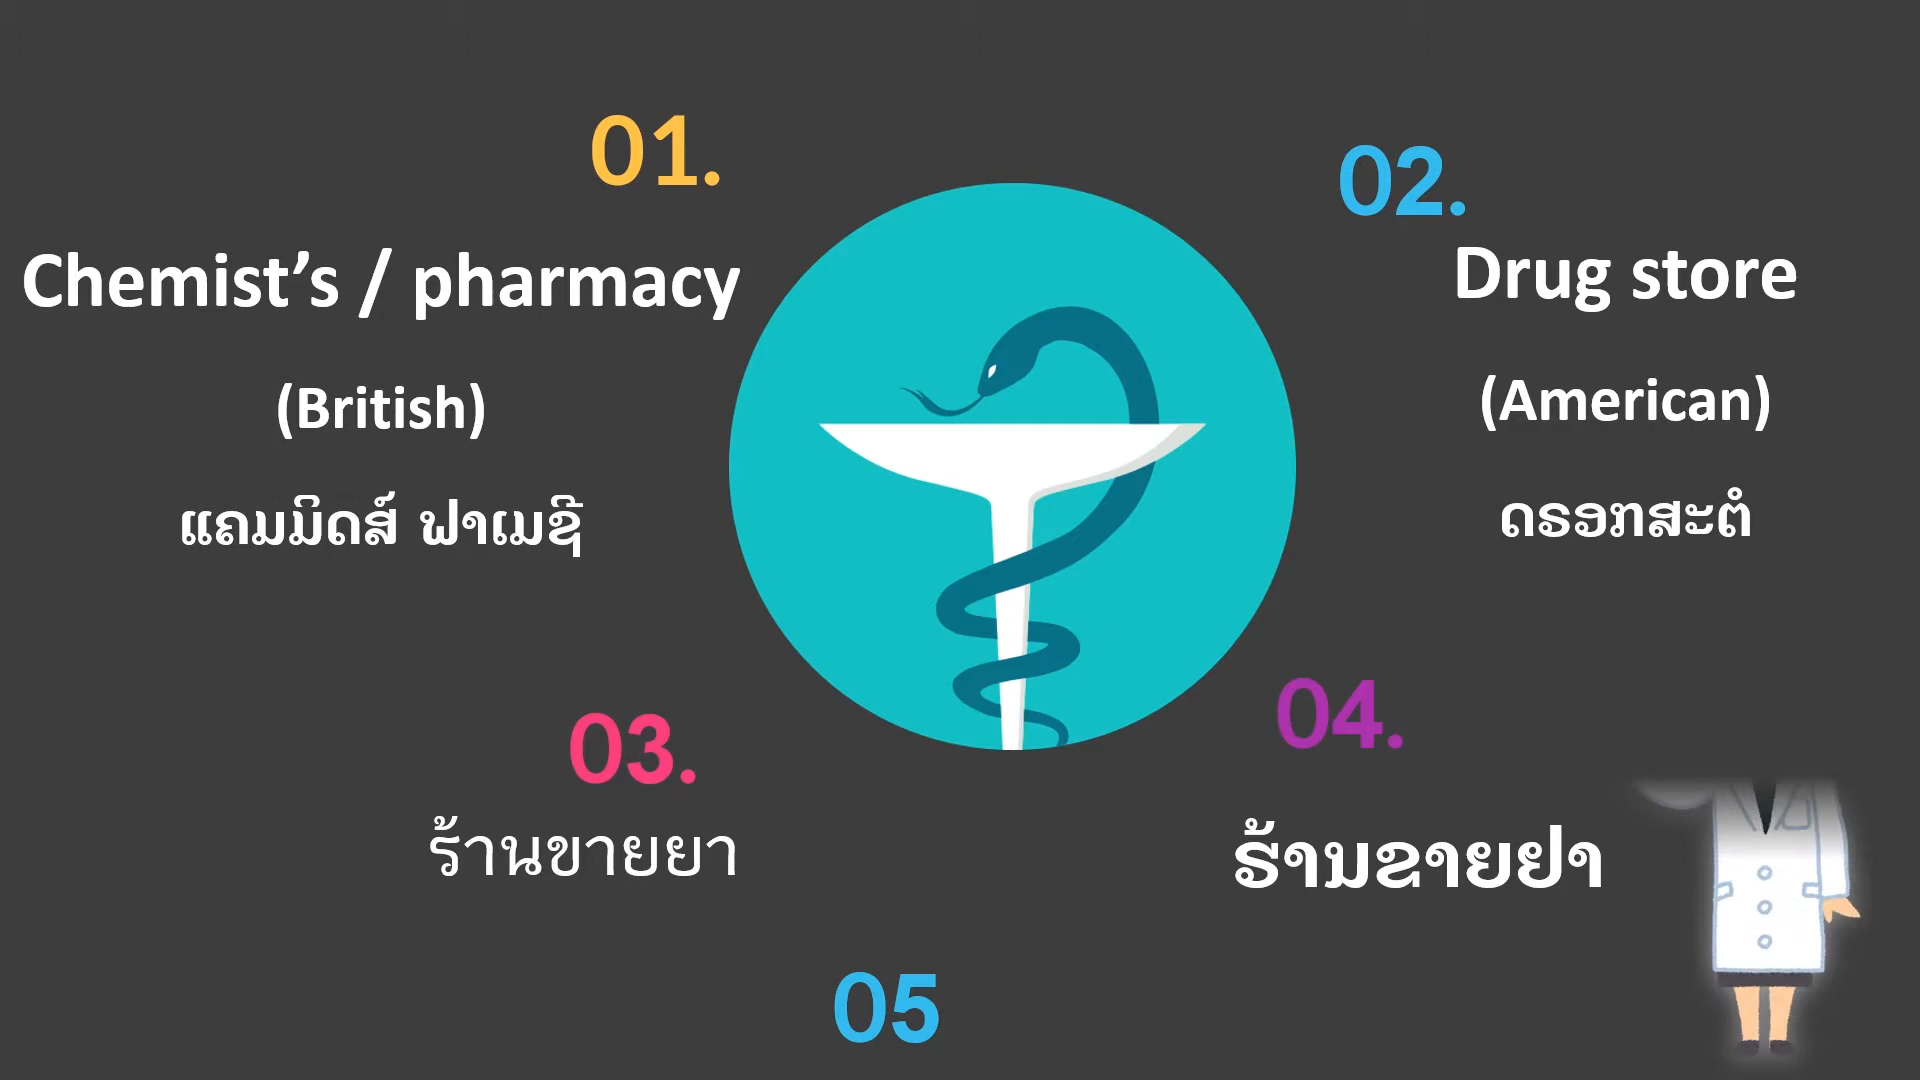 01.
Chemist’s / pharmacy
(British)
ແຄມມິດສ໌ ຟາເມຊີ
02.
Drug store
(American)
ດຣອກສະຕໍ
03.
ร้านขายยา
04.
ຮ້ານຂາຍຢາ
05